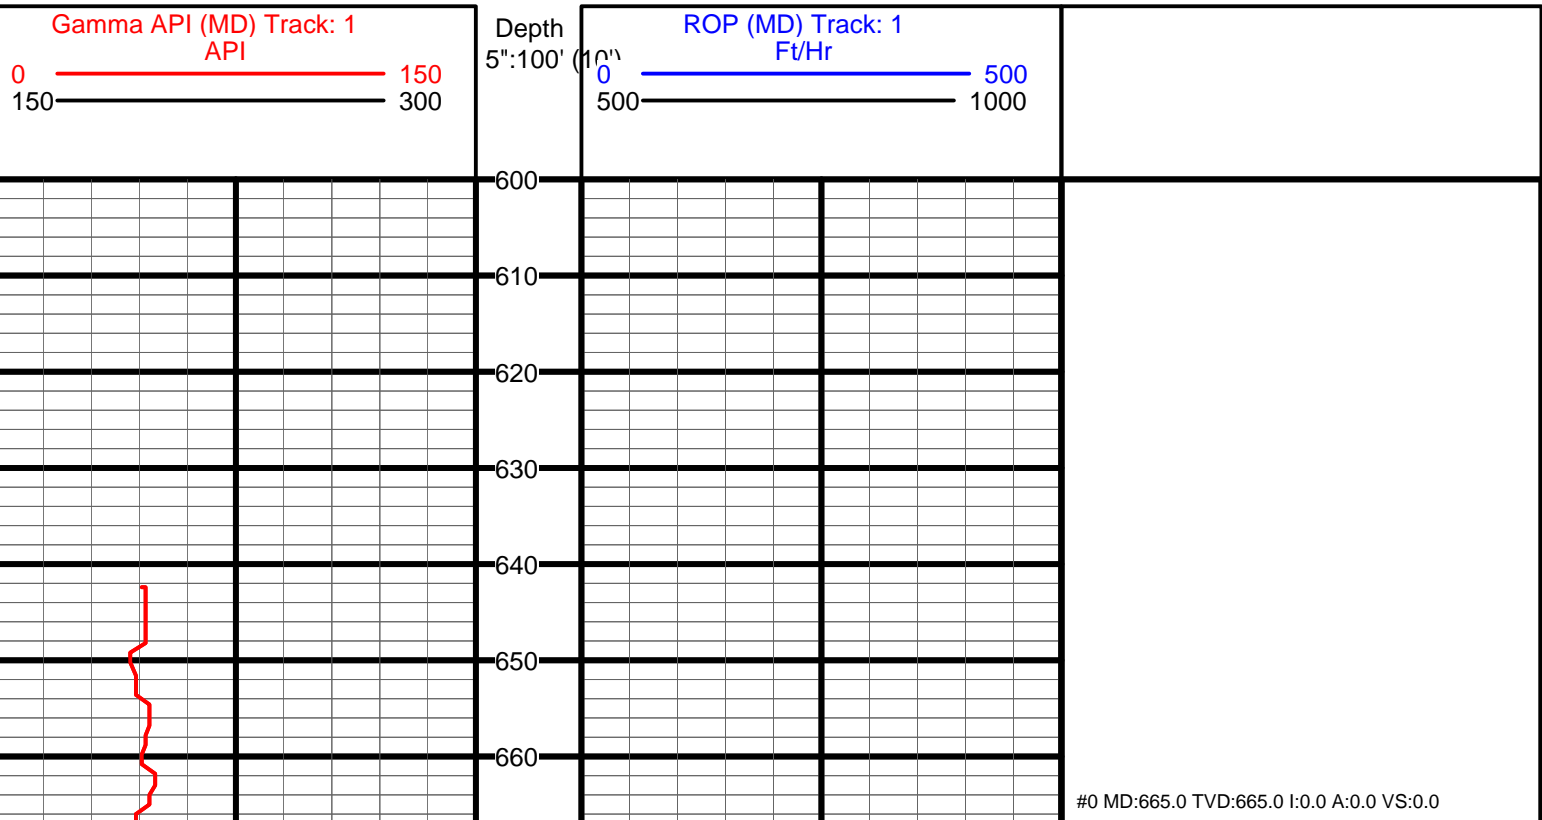 Gamma API (MD) Track: 1
API
0 150
150 300
Depth
5":100' (10')
ROP (MD) Track: 1
Ft/Hr
0 500
500 1000
600
610
620
630
640
650
660
#0 MD:665.0 TVD:665.0 I:0.0 A:0.0 VS:0.0